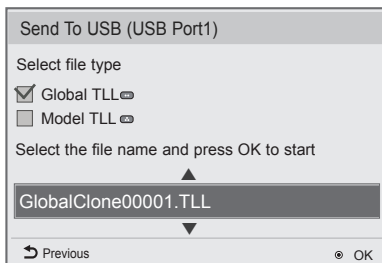 Send To USB (USB Port1)
Select file type
Global TLL
Model TLL
Select the file name and press OK to start
GlobalClone00001.TLL
Previous OK